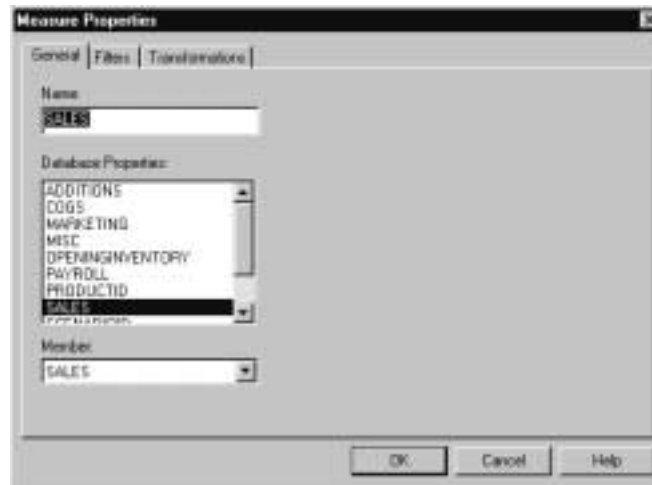 Measure Properties
General Filters Transformations
Name
SALES
Database Properties:
ADDITIONS
COGS
MARKETING
MISC
OPENINGINVENTORY
PAYROLL
PRODUCTID
SALES
SCENARIOID
Member
SALES
OK Cancel Help